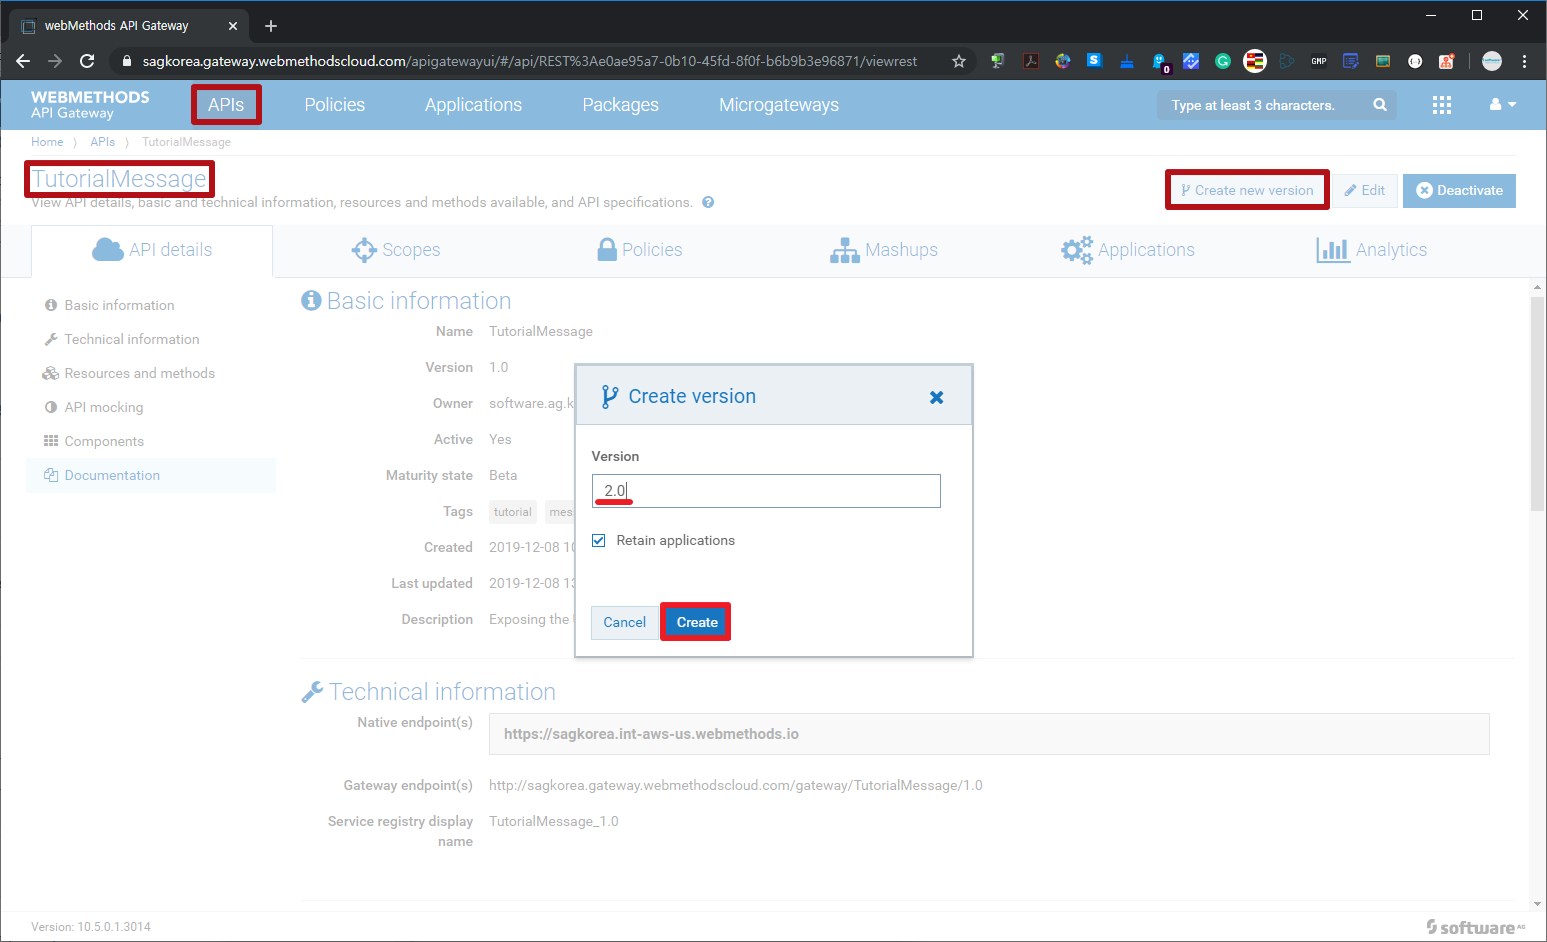 webMethods API Gateway
sagkorea.gateway.webmethodscloud.com/apigatewayui/#/api/REST%3Ae0ae95a7-0b10-45fd-8f0f-b6b9b3e96871/viewrest
S
0
G
GMP
WEBMETHODS
API Gateway
APIs
Policies
Applications
Packages
Microgateways
Type at least 3 characters.
Home
APIs
TutorialMessage
TutorialMessage
Create new version
Edit
Deactivate
View API details, basic and technical information, resources and methods available, and API specifications.
API details
Scopes
Policies
Mashups
Applications
Analytics
Basic information
Technical information
Resources and methods
API mocking
Components
Documentation
Basic information
Name TutorialMessage
Version 1.0
Owner software.ag.k
Active Yes
Maturity state Beta
Tags tutorial mes
Created 2019-12-08 10
Last updated 2019-12-08 13
Description Exposing the
Create version
Version
2.0
Retain applications
Cancel
Create
Technical information
Native endpoint(s) https://sagkorea.int-aws-us.webmethods.io
Gateway endpoint(s) http://sagkorea.gateway.webmethodscloud.com/gateway/TutorialMessage/1.0
Service registry display TutorialMessage_1.0
name
Version: 10.5.0.1.3014
software AG